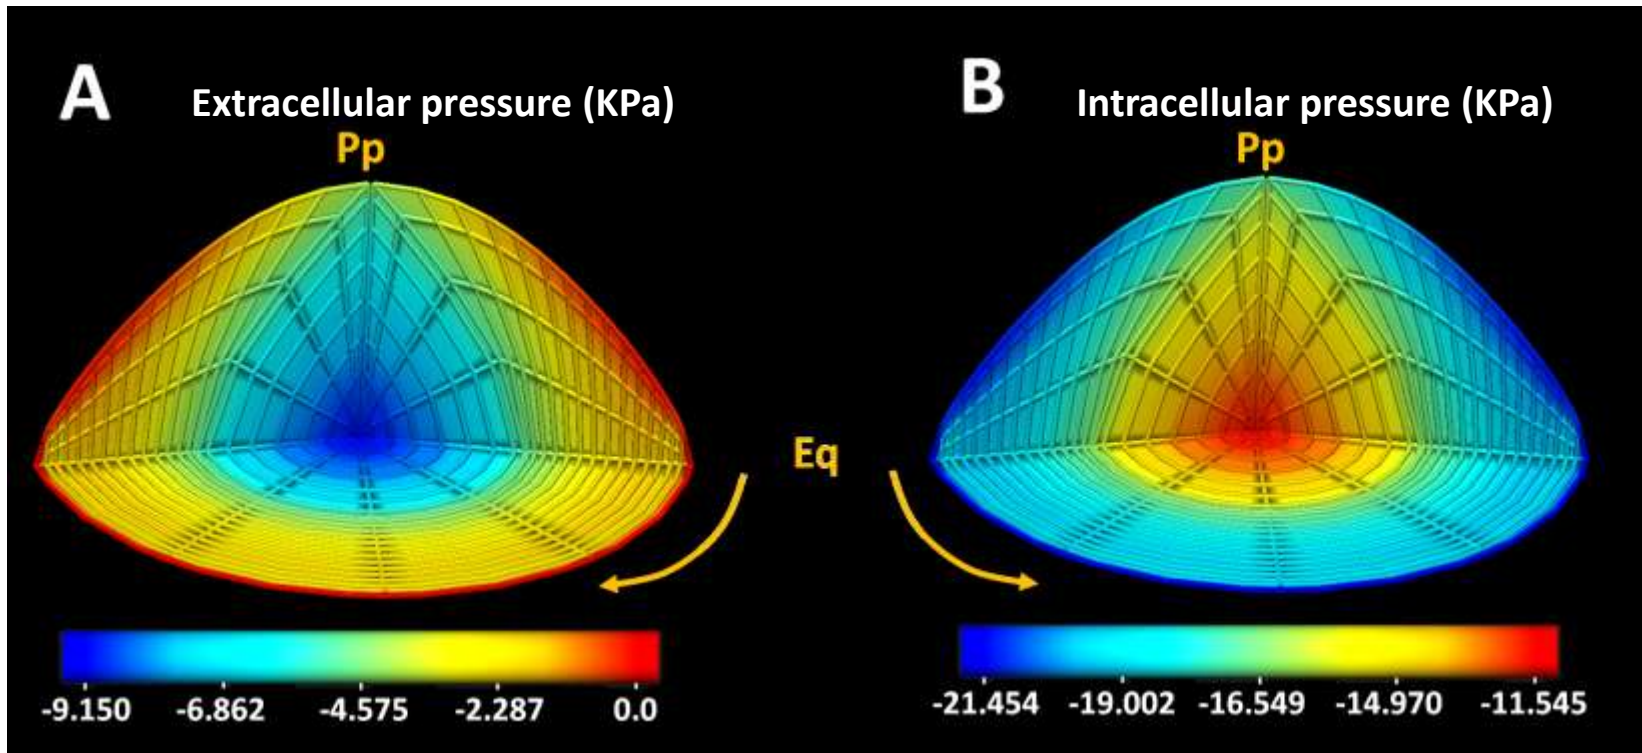 A
Extracellular pressure (KPa)
Pp
B
Intracellular pressure (KPa)
Pp
Eq
-9.150 -6.862 -4.575 -2.287 0.0
-21.454 -19.002 -16.549 -14.970 -11.545